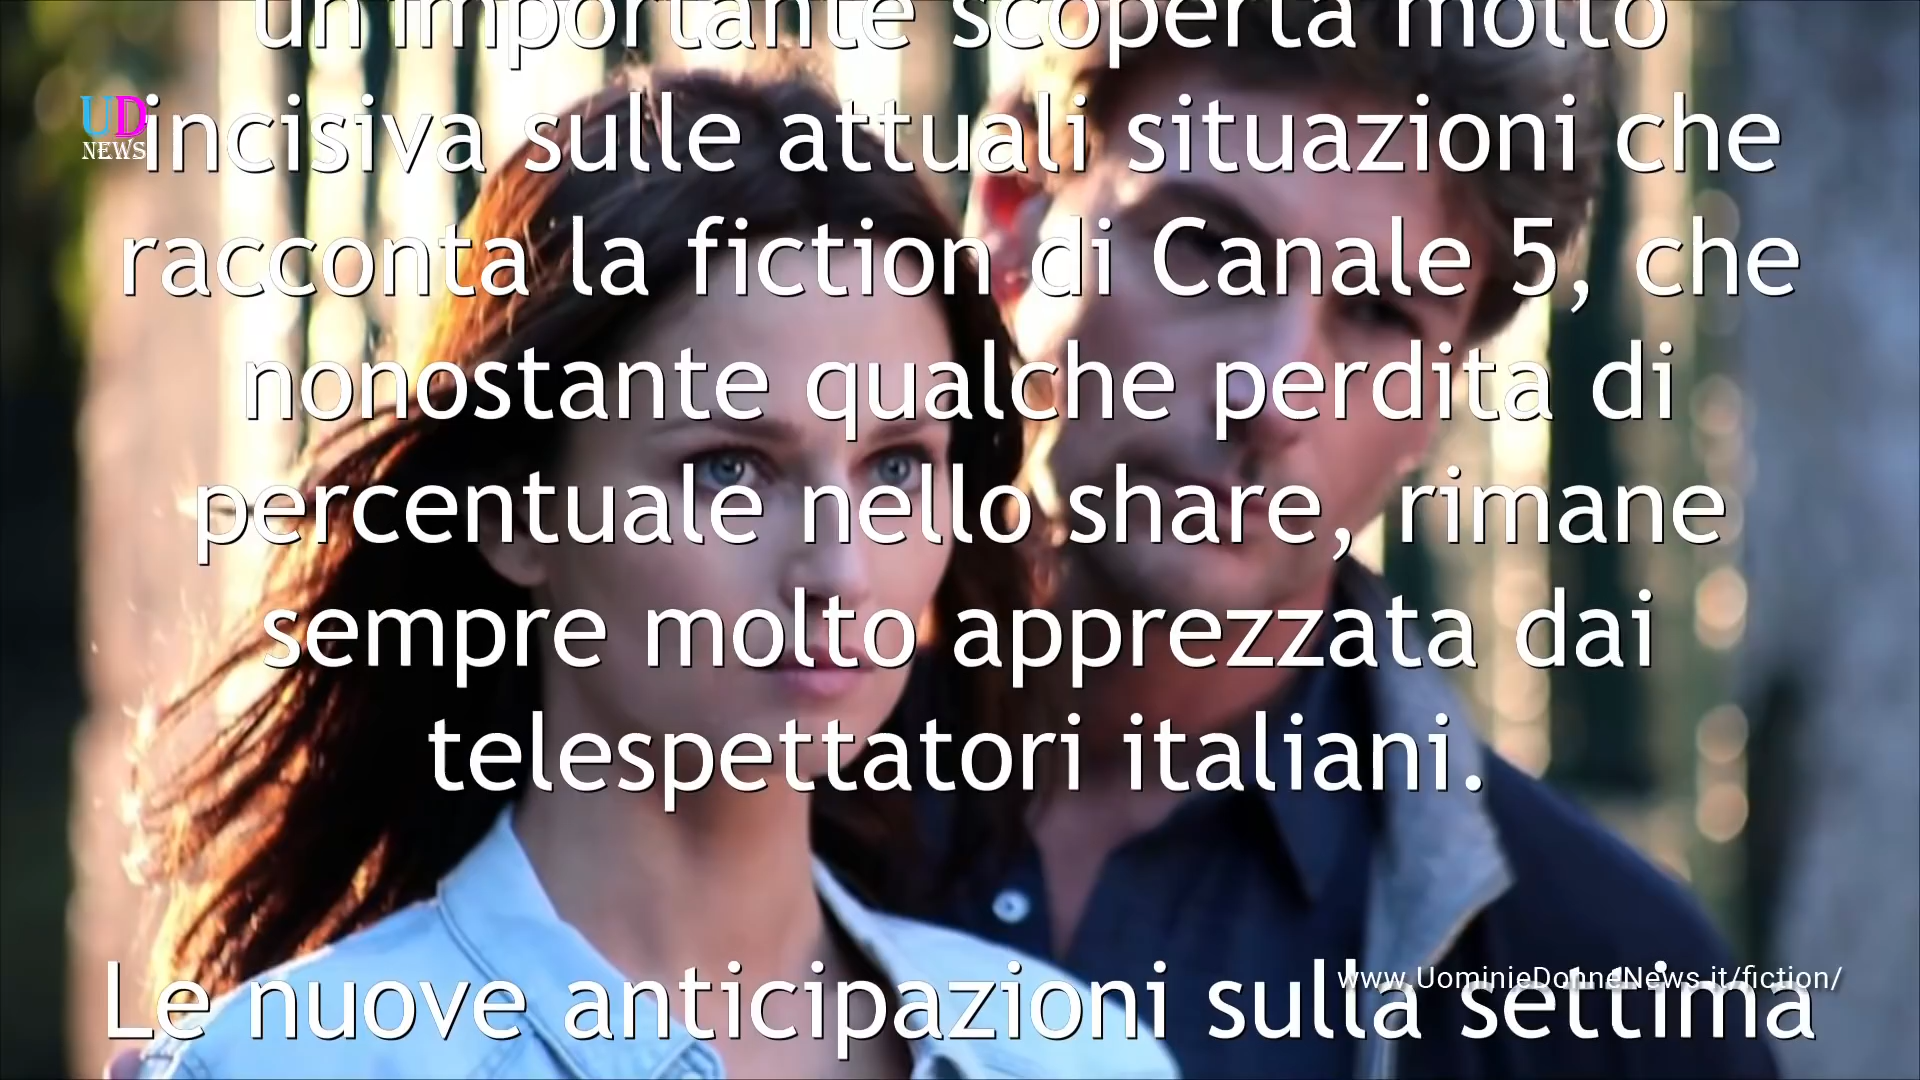 un'importante scoperta molto
UD
NEWS
incisiva sulle attuali situazioni che
racconta la fiction di Canale 5, che
nonostante qualche perdita di
percentuale nello share, rimane
sempre molto apprezzata dai
telespettatori italiani.
www.UominieDonneNews.it/fiction/
Le nuove anticipazioni sulla settima